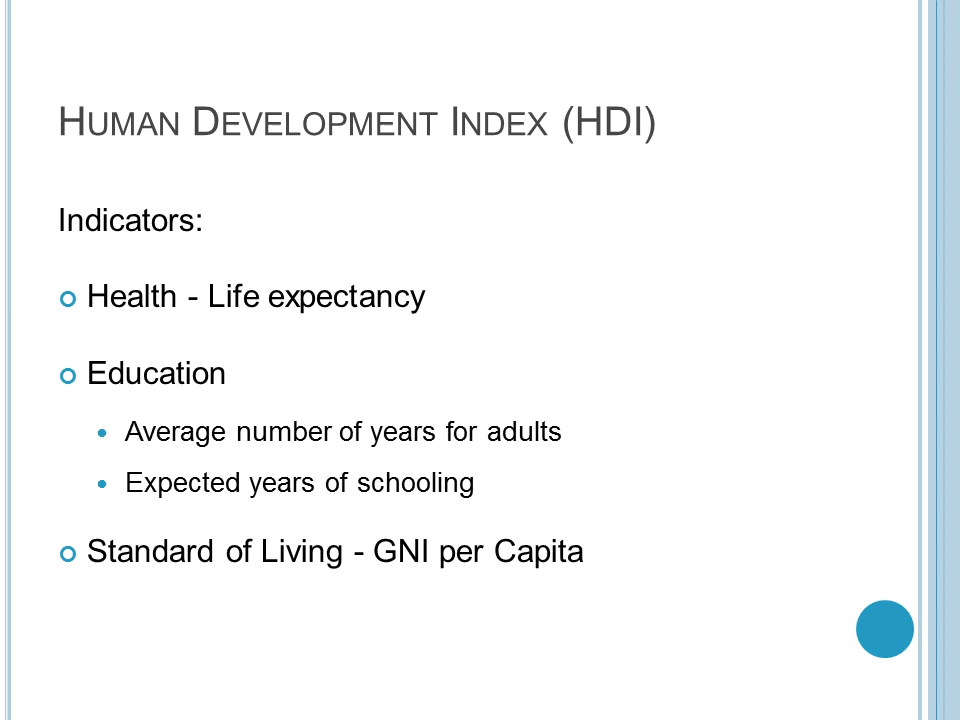 Human Development Index (HDI)
Indicators:
Health - Life expectancy
Education
Average number of years for adults
Expected years of schooling
Standard of Living - GNI per Capita